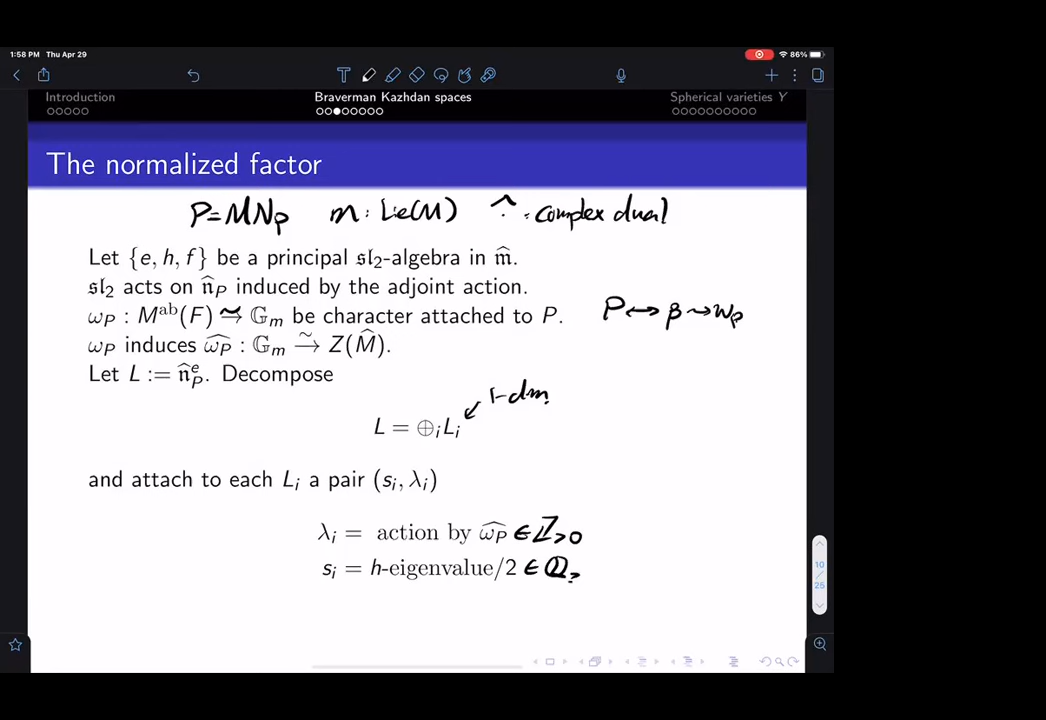 1:58 PM Thu Apr 29
86%
Introduction Braverman Kazhdan spaces Spherical varieties Y
The normalized factor
P=MN_P 𝔪: Lie(M) ^: complex dual
Let {e, h, f} be a principal 𝔰𝔩₂-algebra in 𝔪̂.
𝔰𝔩₂ acts on 𝔫̂_P induced by the adjoint action.
ω_P : M^ab(F) ≃ 𝔾_m be character attached to P. P ↔ β ⇝ ω_P
ω_P induces ω̂_P : 𝔾_m ⥲ Z(M̂).
Let L := 𝔫̂_P^e. Decompose
1-dim
L = ⊕_i L_i
and attach to each L_i a pair (s_i, λ_i)
λ_i = action by ω̂_P ∈ ℤ_{>0}
s_i = h-eigenvalue/2 ∈ ℚ
10
25